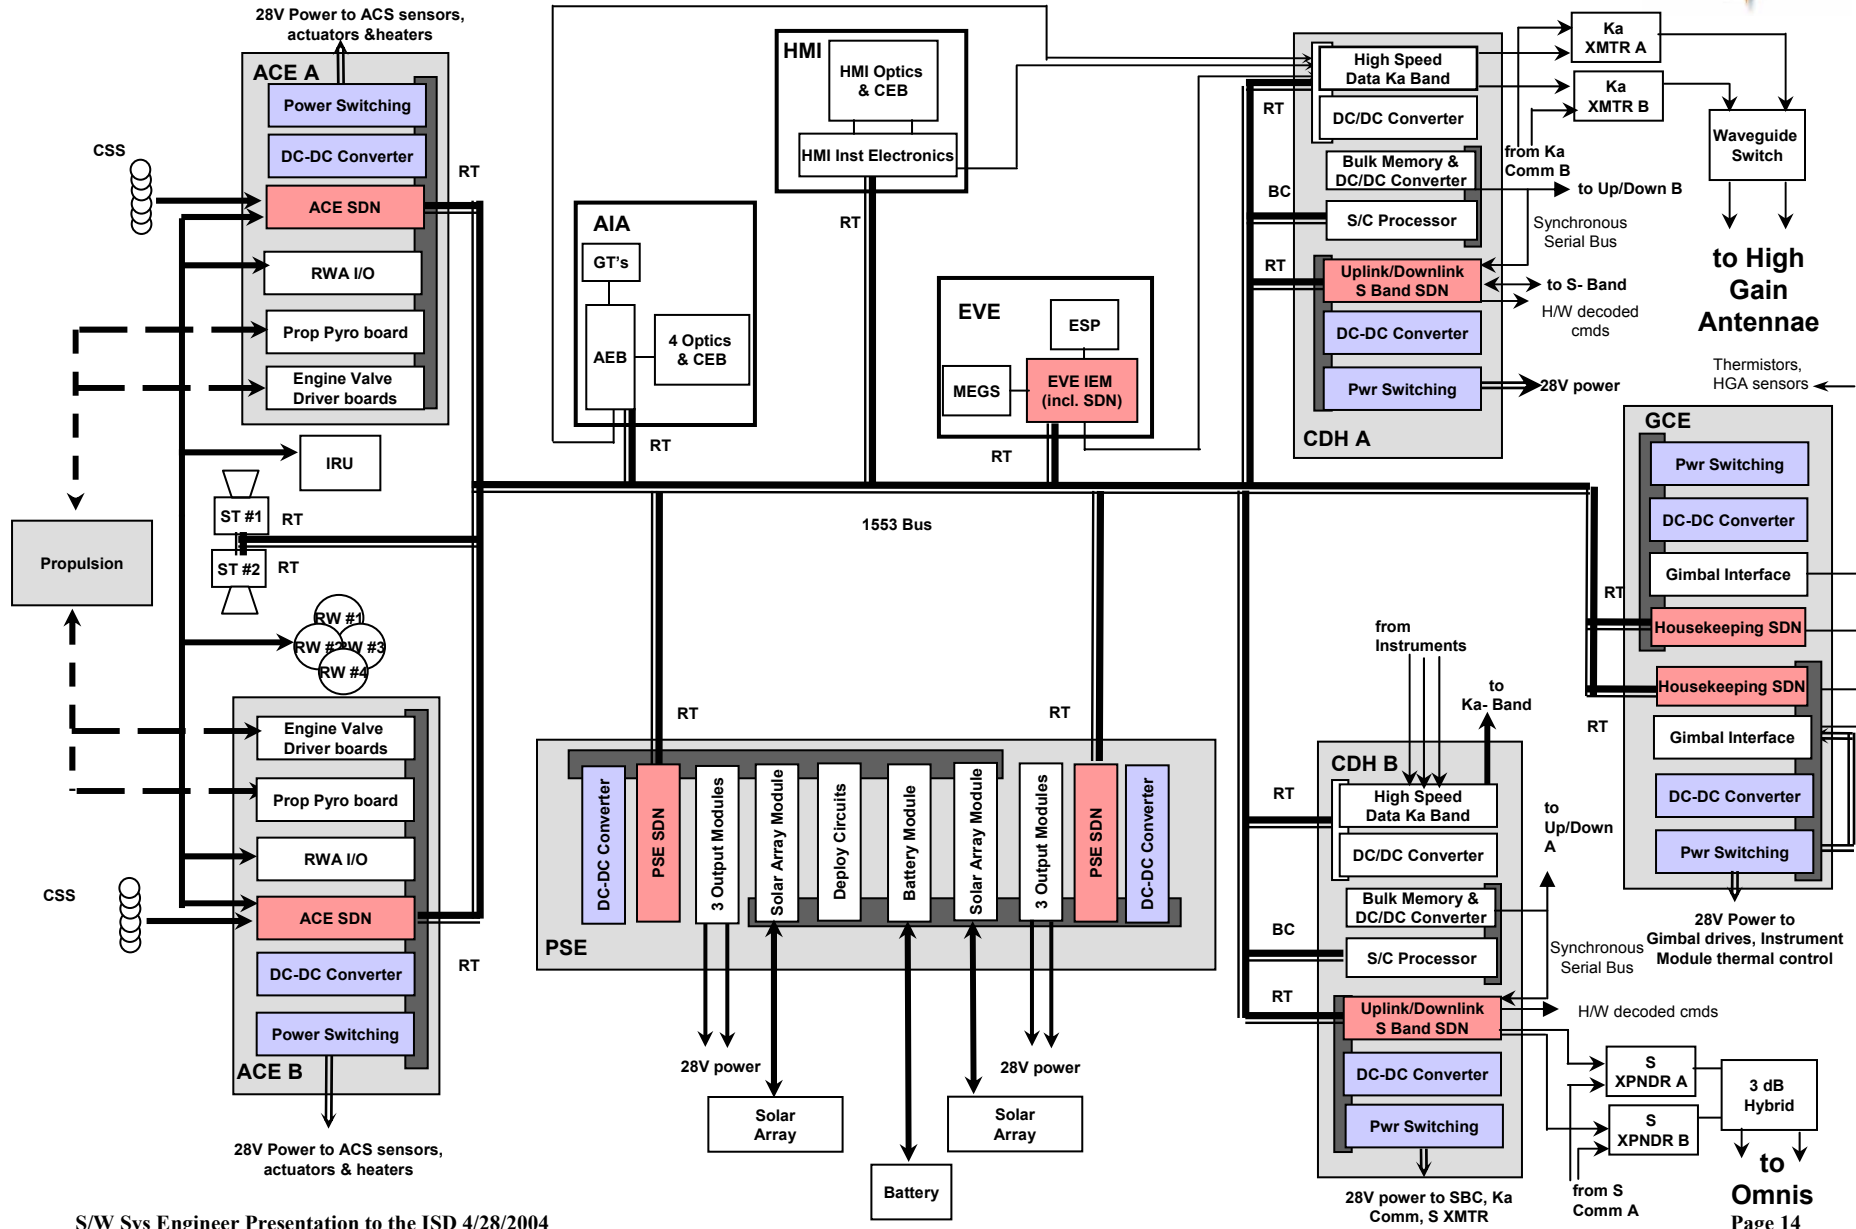 28V Power to ACS sensors,
actuators &heaters
ACE A
Power Switching
DC-DC Converter
ACE SDN
RWA I/O
Prop Pyro board
Engine Valve
Driver boards
CSS
RT
IRU
ST #1
RT
ST #2
RT
Propulsion
RW #1
RW #2
RW #3
RW #4
Engine Valve
Driver boards
Prop Pyro board
RWA I/O
ACE SDN
DC-DC Converter
Power Switching
ACE B
CSS
RT
28V Power to ACS sensors,
actuators & heaters
HMI
HMI Optics
& CEB
HMI Inst Electronics
RT
AIA
GT's
AEB
4 Optics
& CEB
RT
EVE
ESP
MEGS
EVE IEM
(incl. SDN)
RT
1553 Bus
RT
RT
DC-DC Converter
PSE SDN
3 Output Modules
Solar Array Module
Deploy Circuits
Battery Module
Solar Array Module
3 Output Modules
PSE SDN
DC-DC Converter
PSE
28V power
28V power
Solar
Array
Solar
Array
Battery
High Speed
Data Ka Band
DC/DC Converter
Bulk Memory &
DC/DC Converter
S/C Processor
Uplink/Downlink
S Band SDN
DC-DC Converter
Pwr Switching
CDH A
RT
BC
RT
Ka
XMTR A
Ka
XMTR B
from Ka
Comm B
Waveguide
Switch
to Up/Down B
Synchronous
Serial Bus
to S- Band
H/W decoded
cmds
28V power
to High
Gain
Antennae
Thermistors,
HGA sensors
GCE
Pwr Switching
DC-DC Converter
Gimbal Interface
Housekeeping SDN
Housekeeping SDN
Gimbal Interface
DC-DC Converter
Pwr Switching
RT
RT
28V Power to
Gimbal drives, Instrument
Module thermal control
from
Instruments
to
Ka- Band
CDH B
High Speed
Data Ka Band
DC/DC Converter
Bulk Memory &
DC/DC Converter
S/C Processor
Uplink/Downlink
S Band SDN
DC-DC Converter
Pwr Switching
RT
BC
RT
to
Up/Down
A
Synchronous
Serial Bus
H/W decoded cmds
S
XPNDR A
S
XPNDR B
3 dB
Hybrid
from S
Comm A
to
Omnis
28V power to SBC, Ka
Comm, S XMTR
S/W Sys Engineer Presentation to the ISD 4/28/2004
Page 14